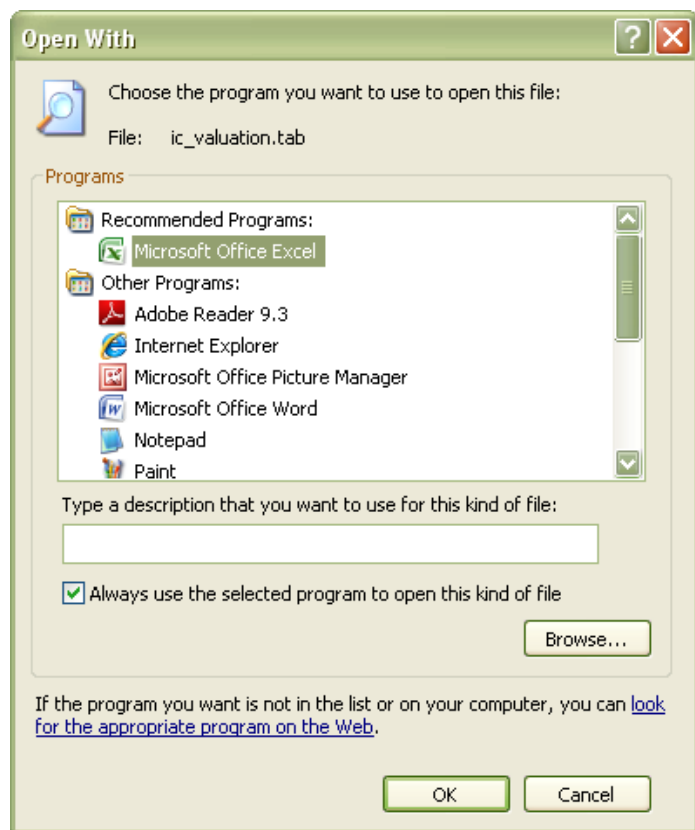 Open With
Choose the program you want to use to open this file:
File: ic_valuation.tab
Programs
Recommended Programs:
Microsoft Office Excel
Other Programs:
Adobe Reader 9.3
Internet Explorer
Microsoft Office Picture Manager
Microsoft Office Word
Notepad
Paint
Type a description that you want to use for this kind of file:
Always use the selected program to open this kind of file
Browse...
If the program you want is not in the list or on your computer, you can look
for the appropriate program on the Web.
OK Cancel